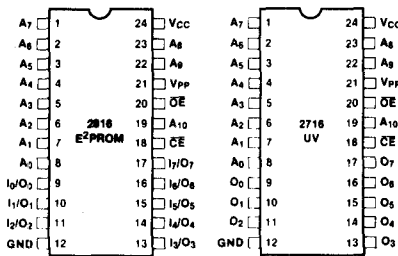 A7 1 24 VCC
A6 2 23 A8
A5 3 22 A9
A4 4 21 VPP
A3 5 20 OE
A2 6 19 A10
A1 7 18 CE
A0 8 17 I7/O7
I0/O0 9 16 I6/O6
I1/O1 10 15 I5/O5
I2/O2 11 14 I4/O4
GND 12 13 I3/O3
2816
E²PROM
A7 1 24 VCC
A6 2 23 A8
A5 3 22 A9
A4 4 21 VPP
A3 5 20 OE
A2 6 19 A10
A1 7 18 CE
A0 8 17 O7
O0 9 16 O6
O1 10 15 O5
O2 11 14 O4
GND 12 13 O3
2716
UV